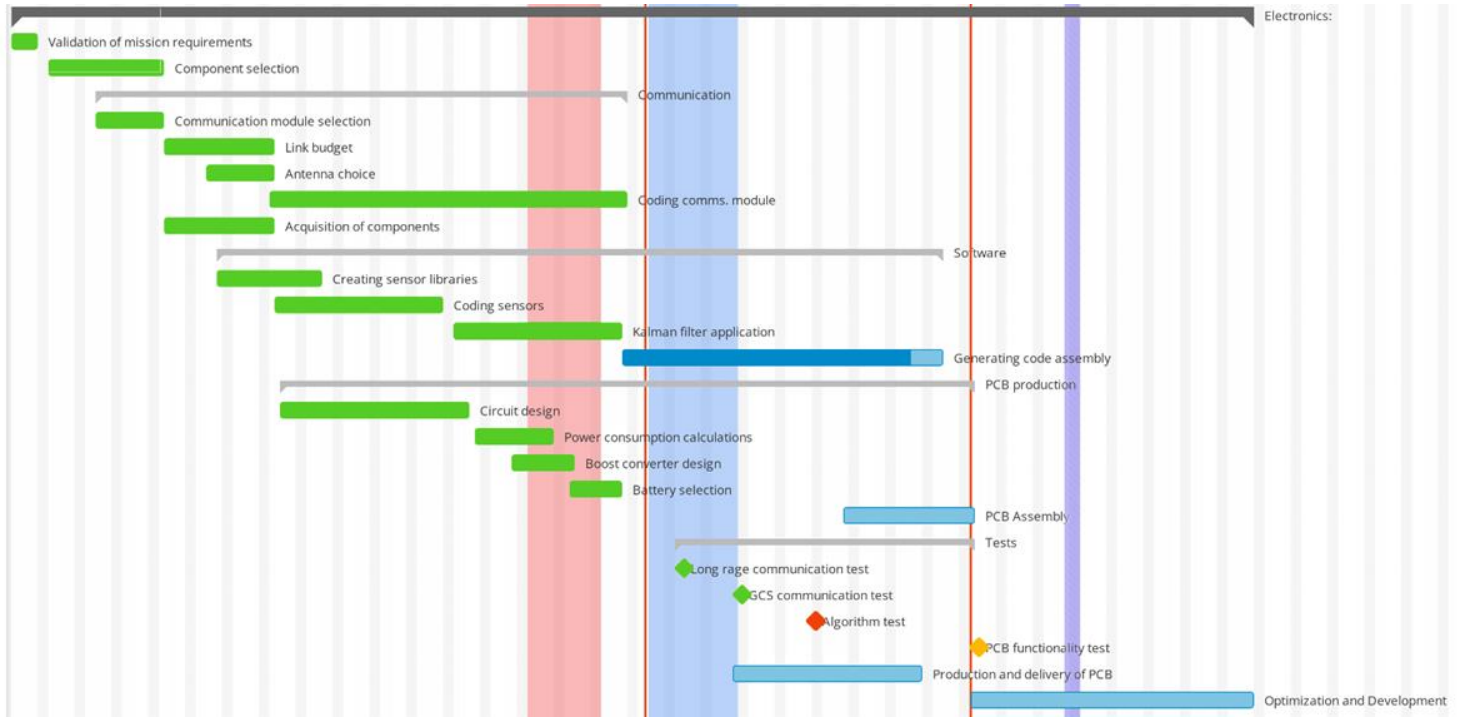 Electronics:
Validation of mission requirements
Component selection
Communication
Communication module selection
Link budget
Antenna choice
Coding comms. module
Acquisition of components
Software
Creating sensor libraries
Coding sensors
Kalman filter application
Generating code assembly
PCB production
Circuit design
Power consumption calculations
Boost converter design
Battery selection
PCB Assembly
Tests
Long rage communication test
GCS communication test
Algorithm test
PCB functionality test
Production and delivery of PCB
Optimization and Development